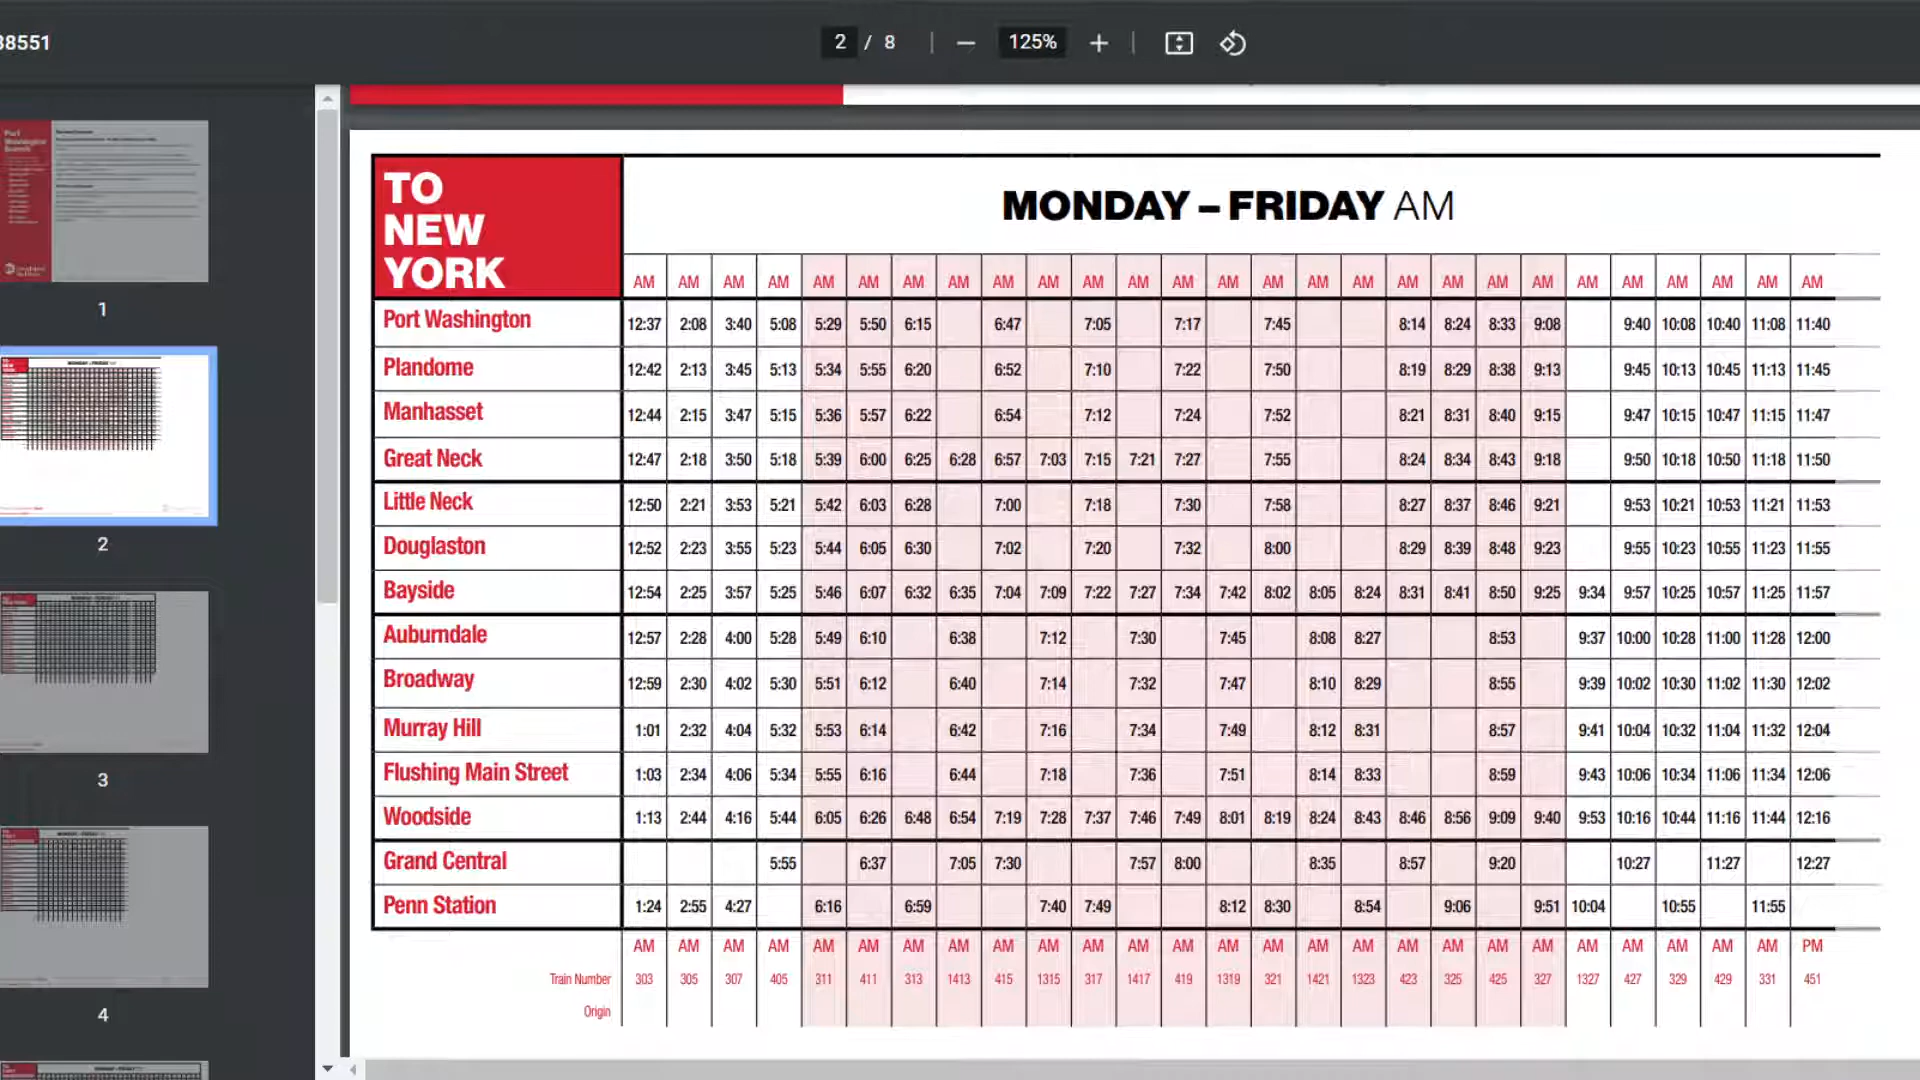 38551
2 / 8
125%
TO
NEW
YORK
MONDAY – FRIDAY AM
AM AM AM AM AM AM AM AM AM AM AM AM AM AM AM AM AM AM AM AM AM AM AM AM AM AM AM
Port Washington 12:37 2:08 3:40 5:08 5:29 5:50 6:15 6:47 7:05 7:17 7:45 8:14 8:24 8:33 9:08 9:40 10:08 10:40 11:08 11:40
Plandome 12:42 2:13 3:45 5:13 5:34 5:55 6:20 6:52 7:10 7:22 7:50 8:19 8:29 8:38 9:13 9:45 10:13 10:45 11:13 11:45
Manhasset 12:44 2:15 3:47 5:15 5:36 5:57 6:22 6:54 7:12 7:24 7:52 8:21 8:31 8:40 9:15 9:47 10:15 10:47 11:15 11:47
Great Neck 12:47 2:18 3:50 5:18 5:39 6:00 6:25 6:28 6:57 7:03 7:15 7:21 7:27 7:55 8:24 8:34 8:43 9:18 9:50 10:18 10:50 11:18 11:50
Little Neck 12:50 2:21 3:53 5:21 5:42 6:03 6:28 7:00 7:18 7:30 7:58 8:27 8:37 8:46 9:21 9:53 10:21 10:53 11:21 11:53
Douglaston 12:52 2:23 3:55 5:23 5:44 6:05 6:30 7:02 7:20 7:32 8:00 8:29 8:39 8:48 9:23 9:55 10:23 10:55 11:23 11:55
Bayside 12:54 2:25 3:57 5:25 5:46 6:07 6:32 6:35 7:04 7:09 7:22 7:27 7:34 7:42 8:02 8:05 8:24 8:31 8:41 8:50 9:25 9:34 9:57 10:25 10:57 11:25 11:57
Auburndale 12:57 2:28 4:00 5:28 5:49 6:10 6:38 7:12 7:30 7:45 8:08 8:27 8:53 9:37 10:00 10:28 11:00 11:28 12:00
Broadway 12:59 2:30 4:02 5:30 5:51 6:12 6:40 7:14 7:32 7:47 8:10 8:29 8:55 9:39 10:02 10:30 11:02 11:30 12:02
Murray Hill 1:01 2:32 4:04 5:32 5:53 6:14 6:42 7:16 7:34 7:49 8:12 8:31 8:57 9:41 10:04 10:32 11:04 11:32 12:04
Flushing Main Street 1:03 2:34 4:06 5:34 5:55 6:16 6:44 7:18 7:36 7:51 8:14 8:33 8:59 9:43 10:06 10:34 11:06 11:34 12:06
Woodside 1:13 2:44 4:16 5:44 6:05 6:26 6:48 6:54 7:19 7:28 7:37 7:46 7:49 8:01 8:19 8:24 8:43 8:46 8:56 9:09 9:40 9:53 10:16 10:44 11:16 11:44 12:16
Grand Central 5:55 6:37 7:05 7:30 7:57 8:00 8:35 8:57 9:20 10:27 11:27 12:27
Penn Station 1:24 2:55 4:27 6:16 6:59 7:40 7:49 8:12 8:30 8:54 9:06 9:51 10:04 10:55 11:55
AM AM AM AM AM AM AM AM AM AM AM AM AM AM AM AM AM AM AM AM AM AM AM AM AM AM PM
Train Number 303 305 307 405 311 411 313 1413 415 1315 317 1417 419 1319 321 1421 1323 423 325 425 327 1327 427 329 429 331 451
Origin
Port
Washington
Branch
1
2
3
4